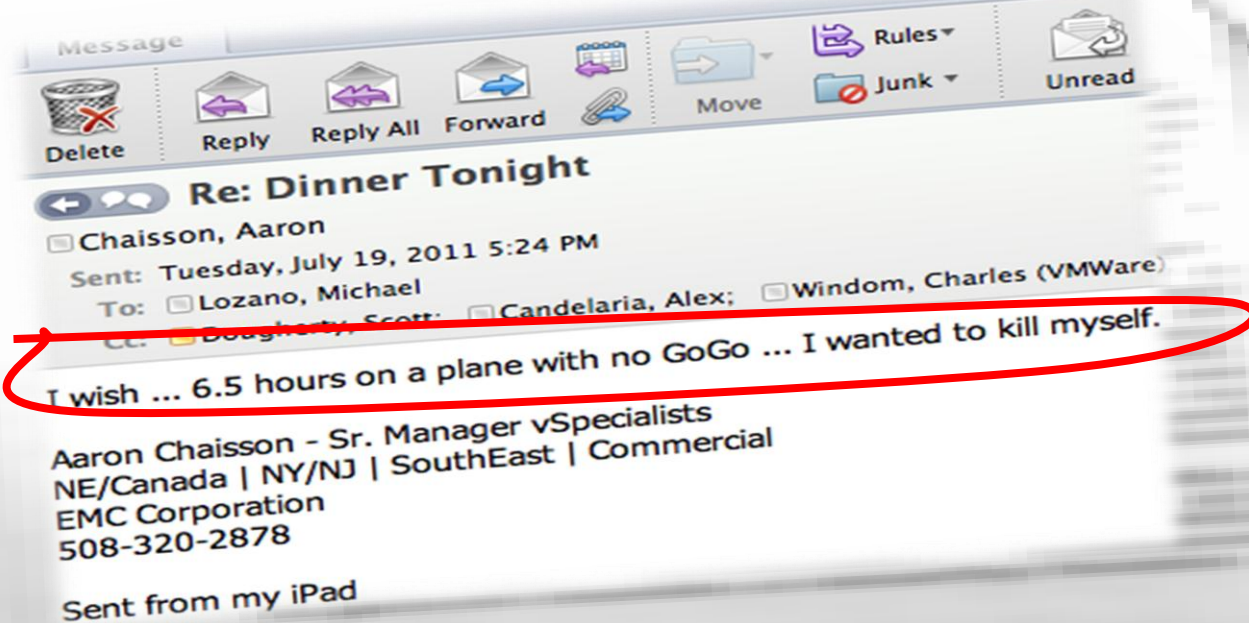 Message
Delete
Reply
Reply All
Forward
Move
Rules
Junk
Unread
Re: Dinner Tonight
Chaisson, Aaron
Sent: Tuesday, July 19, 2011 5:24 PM
To: Lozano, Michael
Cc: Dougherty, Scott; Candelaria, Alex; Windom, Charles (VMWare)
I wish ... 6.5 hours on a plane with no GoGo ... I wanted to kill myself.
Aaron Chaisson - Sr. Manager vSpecialists
NE/Canada | NY/NJ | SouthEast | Commercial
EMC Corporation
508-320-2878
Sent from my iPad